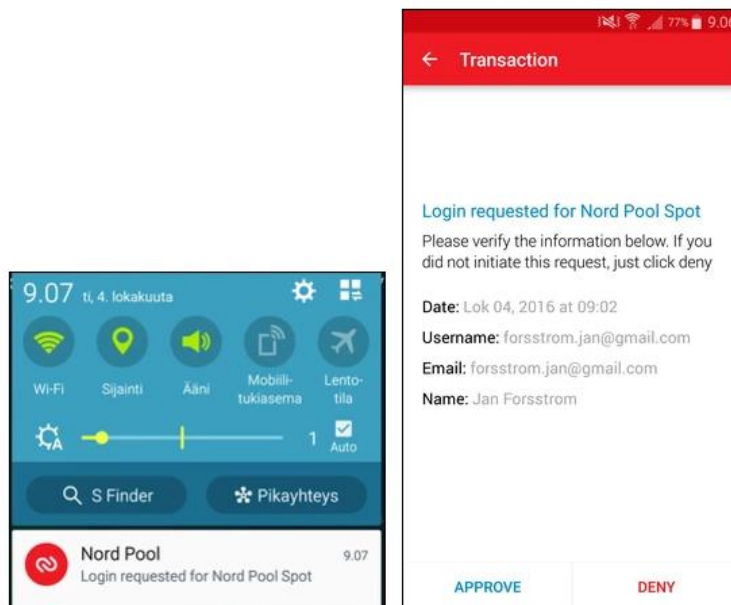 9.07 ti, 4. lokakuuta
Wi-Fi
Sijainti
Ääni
Mobiili-
tukiasema
Lento-
tila
A
1
Auto
S Finder
Pikayhteys
Nord Pool
9.07
Login requested for Nord Pool Spot
77% 9.06
Transaction
Login requested for Nord Pool Spot
Please verify the information below. If you
did not initiate this request, just click deny
Date: Lok 04, 2016 at 09:02
Username: forsstrom.jan@gmail.com
Email: forsstrom.jan@gmail.com
Name: Jan Forsstrom
APPROVE
DENY